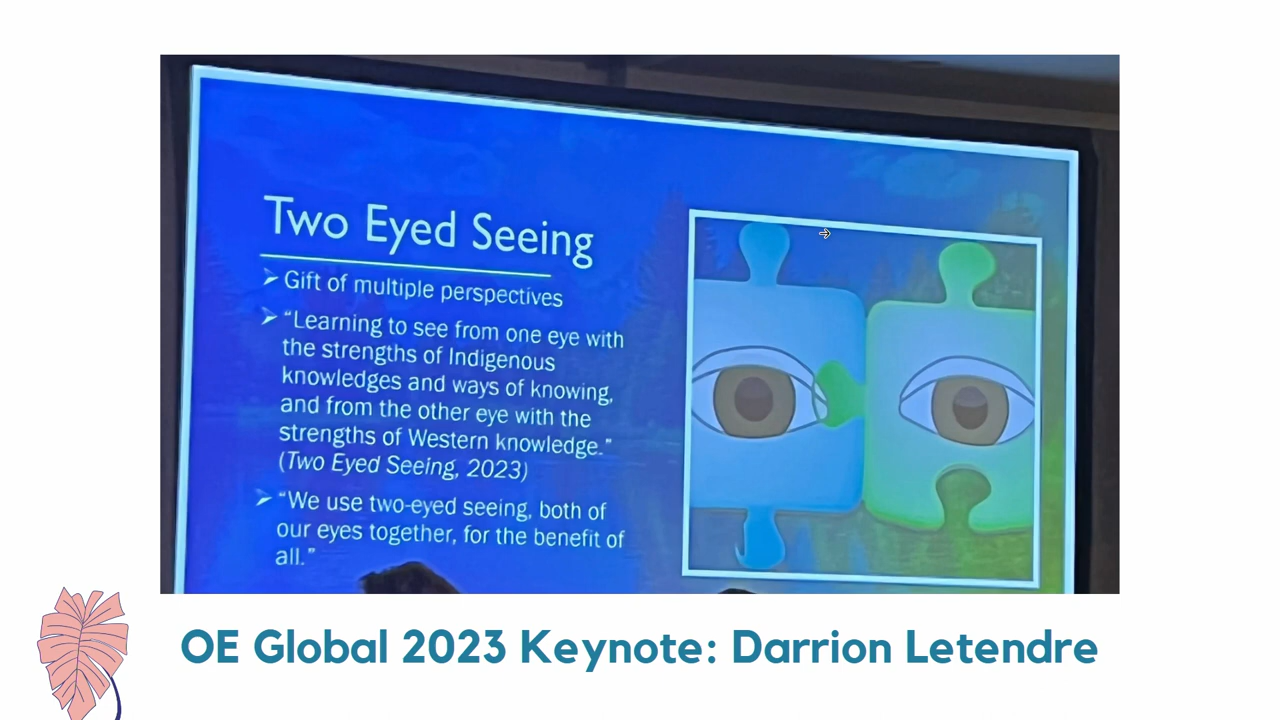 Two Eyed Seeing
➢ Gift of multiple perspectives
➢ “Learning to see from one eye with
the strengths of Indigenous
knowledges and ways of knowing,
and from the other eye with the
strengths of Western knowledge.”
(Two Eyed Seeing, 2023)
➢ “We use two-eyed seeing, both of
our eyes together, for the benefit of
all.”
OE Global 2023 Keynote: Darrion Letendre